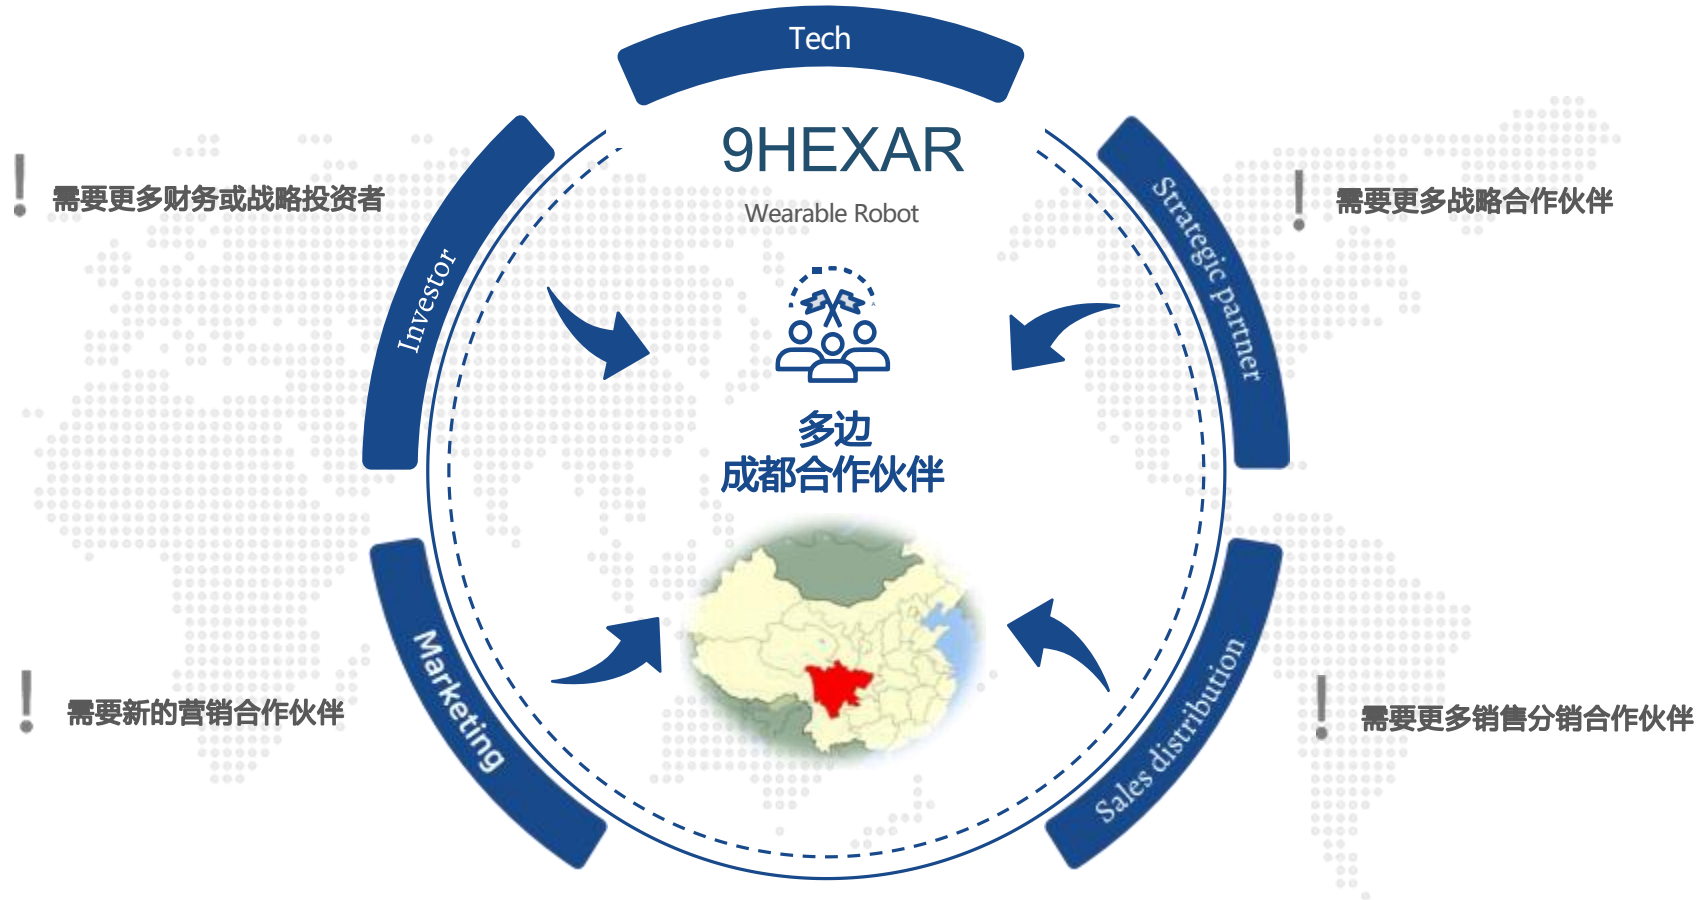 Tech
9HEXAR
Wearable Robot
需要更多财务或战略投资者
Investor
Strategic partner
需要更多战略合作伙伴
多边
成都合作伙伴
需要新的营销合作伙伴
Marketing
Sales distribution
需要更多销售分销合作伙伴